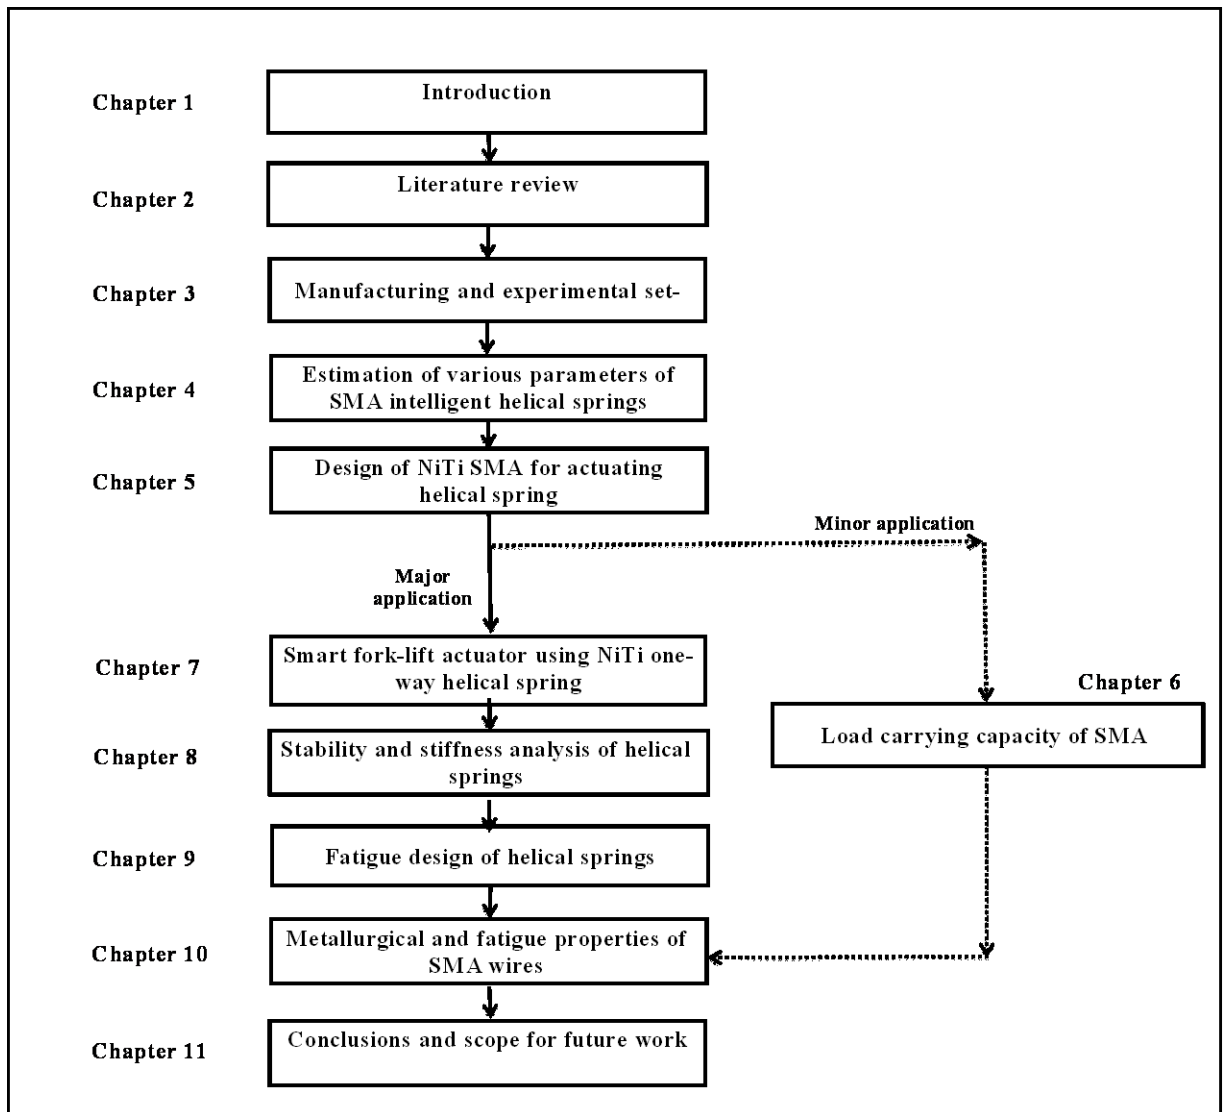 Chapter 1
Introduction
Chapter 2
Literature review
Chapter 3
Manufacturing and experimental set-
Chapter 4
Estimation of various parameters of
SMA intelligent helical springs
Chapter 5
Design of NiTi SMA for actuating
helical spring
Minor application
Major
application
Chapter 7
Smart fork-lift actuator using NiTi one-
way helical spring
Chapter 6
Load carrying capacity of SMA
Chapter 8
Stability and stiffness analysis of helical
springs
Chapter 9
Fatigue design of helical springs
Chapter 10
Metallurgical and fatigue properties of
SMA wires
Chapter 11
Conclusions and scope for future work